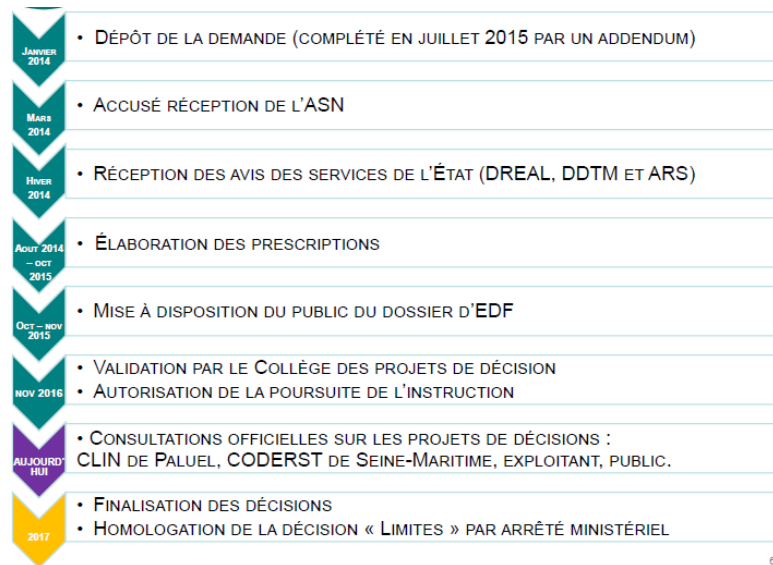 JANVIER
2014
• DÉPÔT DE LA DEMANDE (COMPLÉTÉ EN JUILLET 2015 PAR UN ADDENDUM)
MARS
2014
• ACCUSÉ RÉCEPTION DE L'ASN
HIVER
2014
• RÉCEPTION DES AVIS DES SERVICES DE L'ÉTAT (DREAL, DDTM ET ARS)
AOUT 2014
– OCT
2015
• ÉLABORATION DES PRESCRIPTIONS
OCT – NOV
2015
• MISE À DISPOSITION DU PUBLIC DU DOSSIER D'EDF
NOV 2016
• VALIDATION PAR LE COLLÈGE DES PROJETS DE DÉCISION
• AUTORISATION DE LA POURSUITE DE L'INSTRUCTION
AUJOURD'
HUI
• CONSULTATIONS OFFICIELLES SUR LES PROJETS DE DÉCISIONS :
CLIN DE PALUEL, CODERST DE SEINE-MARITIME, EXPLOITANT, PUBLIC.
2017
• FINALISATION DES DÉCISIONS
• HOMOLOGATION DE LA DÉCISION « LIMITES » PAR ARRÊTÉ MINISTÉRIEL